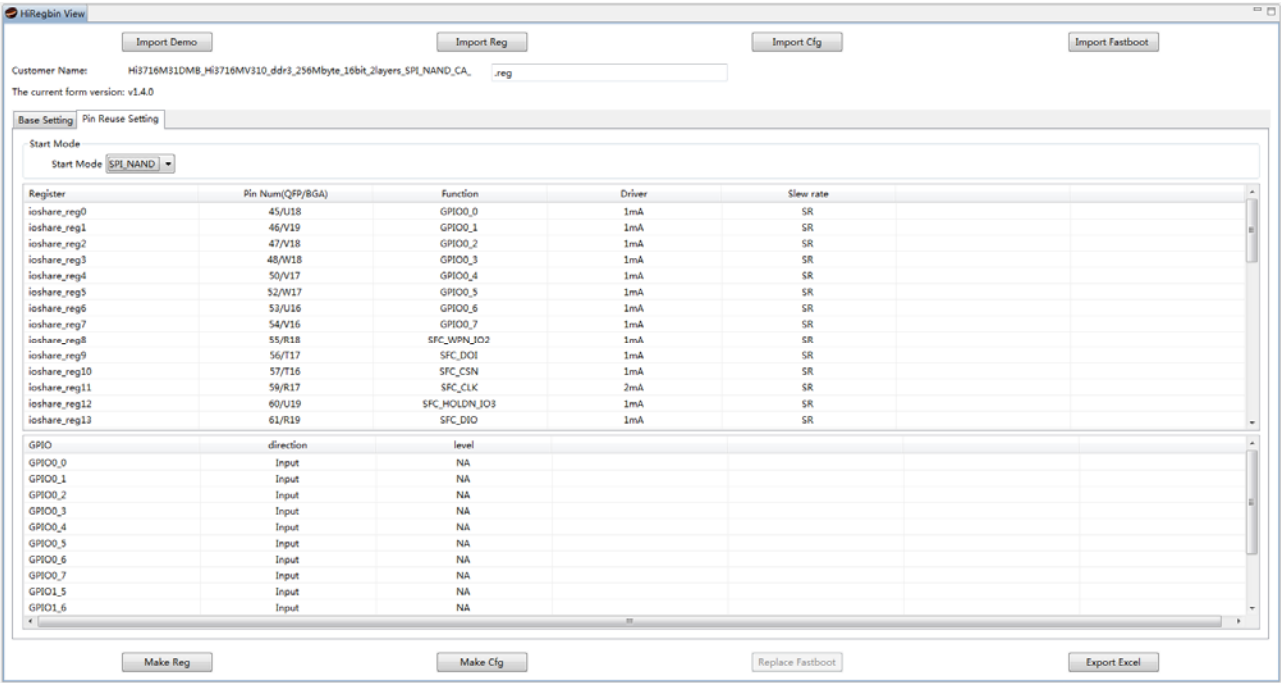 HiRegbin View
Import Demo Import Reg Import Cfg Import Fastboot
Customer Name: Hi3716M31DMB_Hi3716MV310_ddr3_256Mbyte_16bit_2layers_SPI_NAND_CA_ .reg
The current form version: v1.4.0
Base Setting Pin Reuse Setting
Start Mode
Start Mode SPI_NAND
Register Pin Num(QFP/BGA) Function Driver Slew rate
ioshare_reg0 45/U18 GPIO0_0 1mA SR
ioshare_reg1 46/V19 GPIO0_1 1mA SR
ioshare_reg2 47/V18 GPIO0_2 1mA SR
ioshare_reg3 48/W18 GPIO0_3 1mA SR
ioshare_reg4 50/V17 GPIO0_4 1mA SR
ioshare_reg5 52/W17 GPIO0_5 1mA SR
ioshare_reg6 53/U16 GPIO0_6 1mA SR
ioshare_reg7 54/V16 GPIO0_7 1mA SR
ioshare_reg8 55/R18 SFC_WPN_IO2 1mA SR
ioshare_reg9 56/T17 SFC_DOI 1mA SR
ioshare_reg10 57/T16 SFC_CSN 1mA SR
ioshare_reg11 59/R17 SFC_CLK 2mA SR
ioshare_reg12 60/U19 SFC_HOLDN_IO3 1mA SR
ioshare_reg13 61/R19 SFC_DIO 1mA SR
GPIO direction level
GPIO0_0 Input NA
GPIO0_1 Input NA
GPIO0_2 Input NA
GPIO0_3 Input NA
GPIO0_4 Input NA
GPIO0_5 Input NA
GPIO0_6 Input NA
GPIO0_7 Input NA
GPIO1_5 Input NA
GPIO1_6 Input NA
Make Reg Make Cfg Replace Fastboot Export Excel